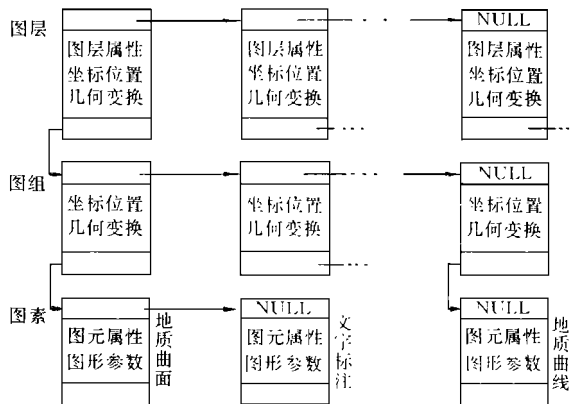 图层
NULL
图层属性
坐标位置
几何变换
图层属性
坐标位置
几何变换
图层属性
坐标位置
几何变换
图组
NULL
坐标位置
几何变换
坐标位置
几何变换
坐标位置
几何变换
图素
NULL
NULL
图元属性
图形参数
地质曲面
图元属性
图形参数
文字标注
图元属性
图形参数
地质曲线